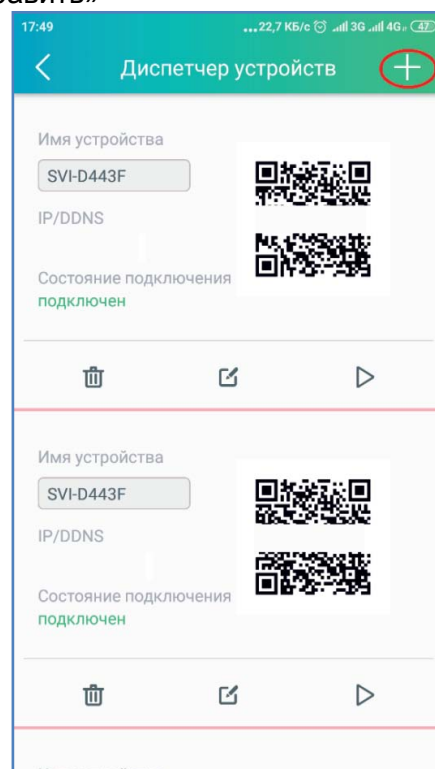 17:49 ...22,7 КБ/с 3G 4G 47
Диспетчер устройств
Имя устройства
SVI-D443F
IP/DDNS
Состояние подключения
подключен
Имя устройства
SVI-D443F
IP/DDNS
Состояние подключения
подключен